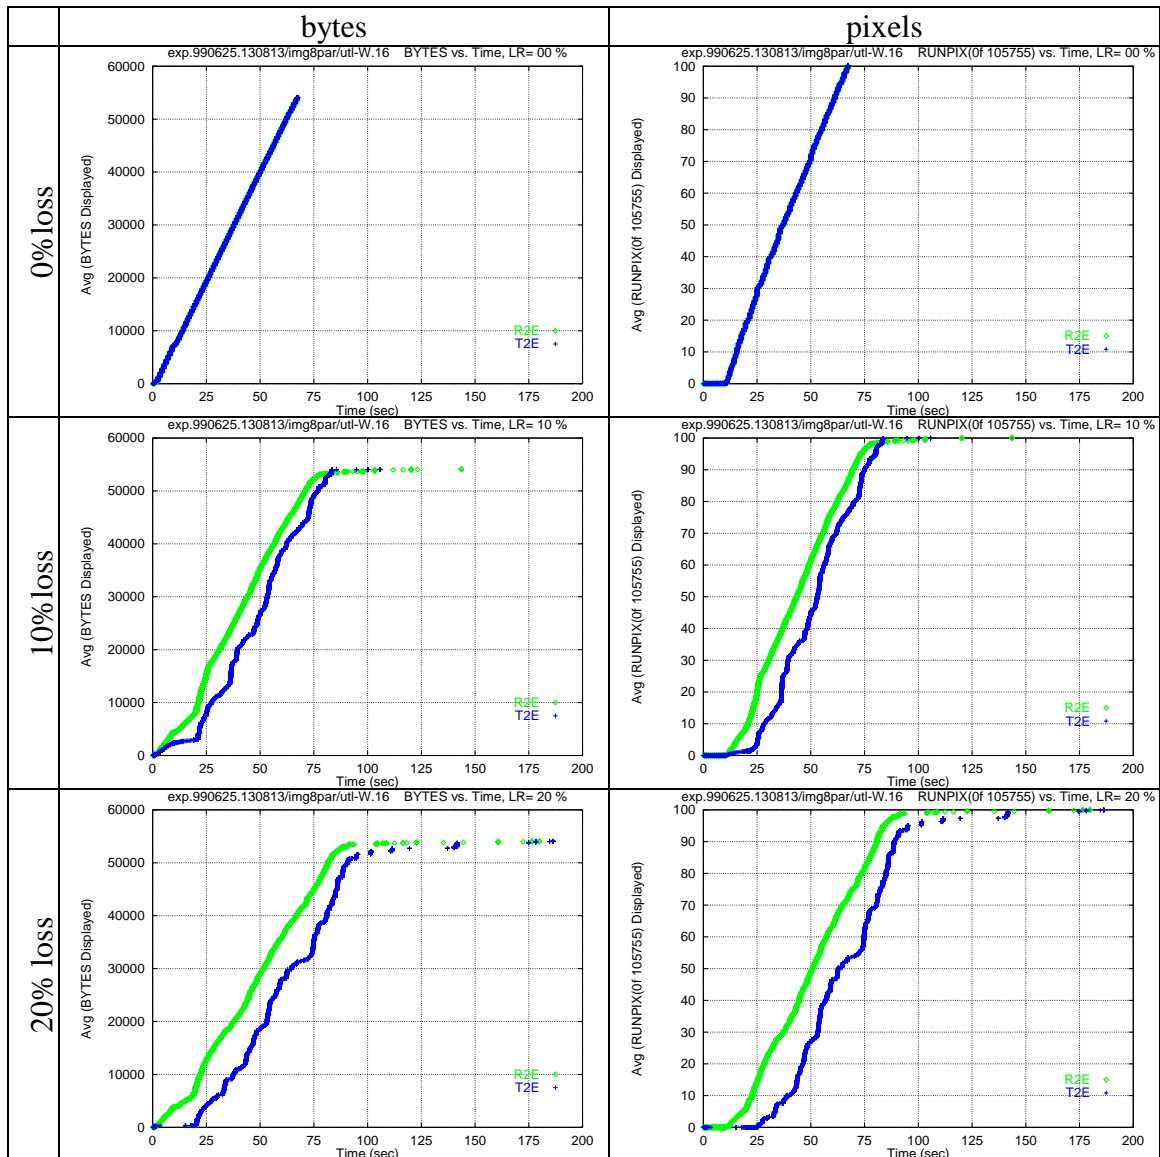 bytes
pixels
0%loss
exp.990625.130813/img8par/utl-W.16 BYTES vs. Time, LR= 00 %
60000
50000
40000
30000
20000
10000
0
Avg (BYTES Displayed)
R2E
T2E
0 25 50 75 100 125 150 175 200
Time (sec)
exp.990625.130813/img8par/utl-W.16 RUNPIX(0f 105755) vs. Time, LR= 00 %
100
90
80
70
60
50
40
30
20
10
0
Avg (RUNPIX(0f 105755) Displayed)
R2E
T2E
0 25 50 75 100 125 150 175 200
Time (sec)
10%loss
exp.990625.130813/img8par/utl-W.16 BYTES vs. Time, LR= 10 %
60000
50000
40000
30000
20000
10000
0
Avg (BYTES Displayed)
R2E
T2E
0 25 50 75 100 125 150 175 200
Time (sec)
exp.990625.130813/img8par/utl-W.16 RUNPIX(0f 105755) vs. Time, LR= 10 %
100
90
80
70
60
50
40
30
20
10
0
Avg (RUNPIX(0f 105755) Displayed)
R2E
T2E
0 25 50 75 100 125 150 175 200
Time (sec)
20% loss
exp.990625.130813/img8par/utl-W.16 BYTES vs. Time, LR= 20 %
60000
50000
40000
30000
20000
10000
0
Avg (BYTES Displayed)
R2E
T2E
0 25 50 75 100 125 150 175 200
Time (sec)
exp.990625.130813/img8par/utl-W.16 RUNPIX(0f 105755) vs. Time, LR= 20 %
100
90
80
70
60
50
40
30
20
10
0
Avg (RUNPIX(0f 105755) Displayed)
R2E
T2E
0 25 50 75 100 125 150 175 200
Time (sec)